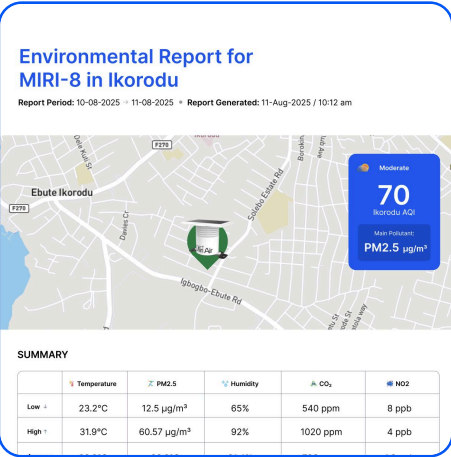 Environmental Report for
MIRI-8 in Ikorodu
Report Period: 10-08-2025 → 11-08-2025 • Report Generated: 11-Aug-2025 / 10:12 am
Dele Kuti St
F270
Ebute Ikorodu
F270
Davies Cr
Solebo Estate Rd
Igbogbo-Ebute Rd
Air
Moderate
70
Ikorodu AQI
Main Pollutant:
PM2.5 µg/m³
SUMMARY
Temperature PM2.5 Humidity CO₂ NO2
Low ↓ 23.2°C 12.5 µg/m³ 65% 540 ppm 8 ppb
High ↑ 31.9°C 60.57 µg/m³ 92% 1020 ppm 4 ppb